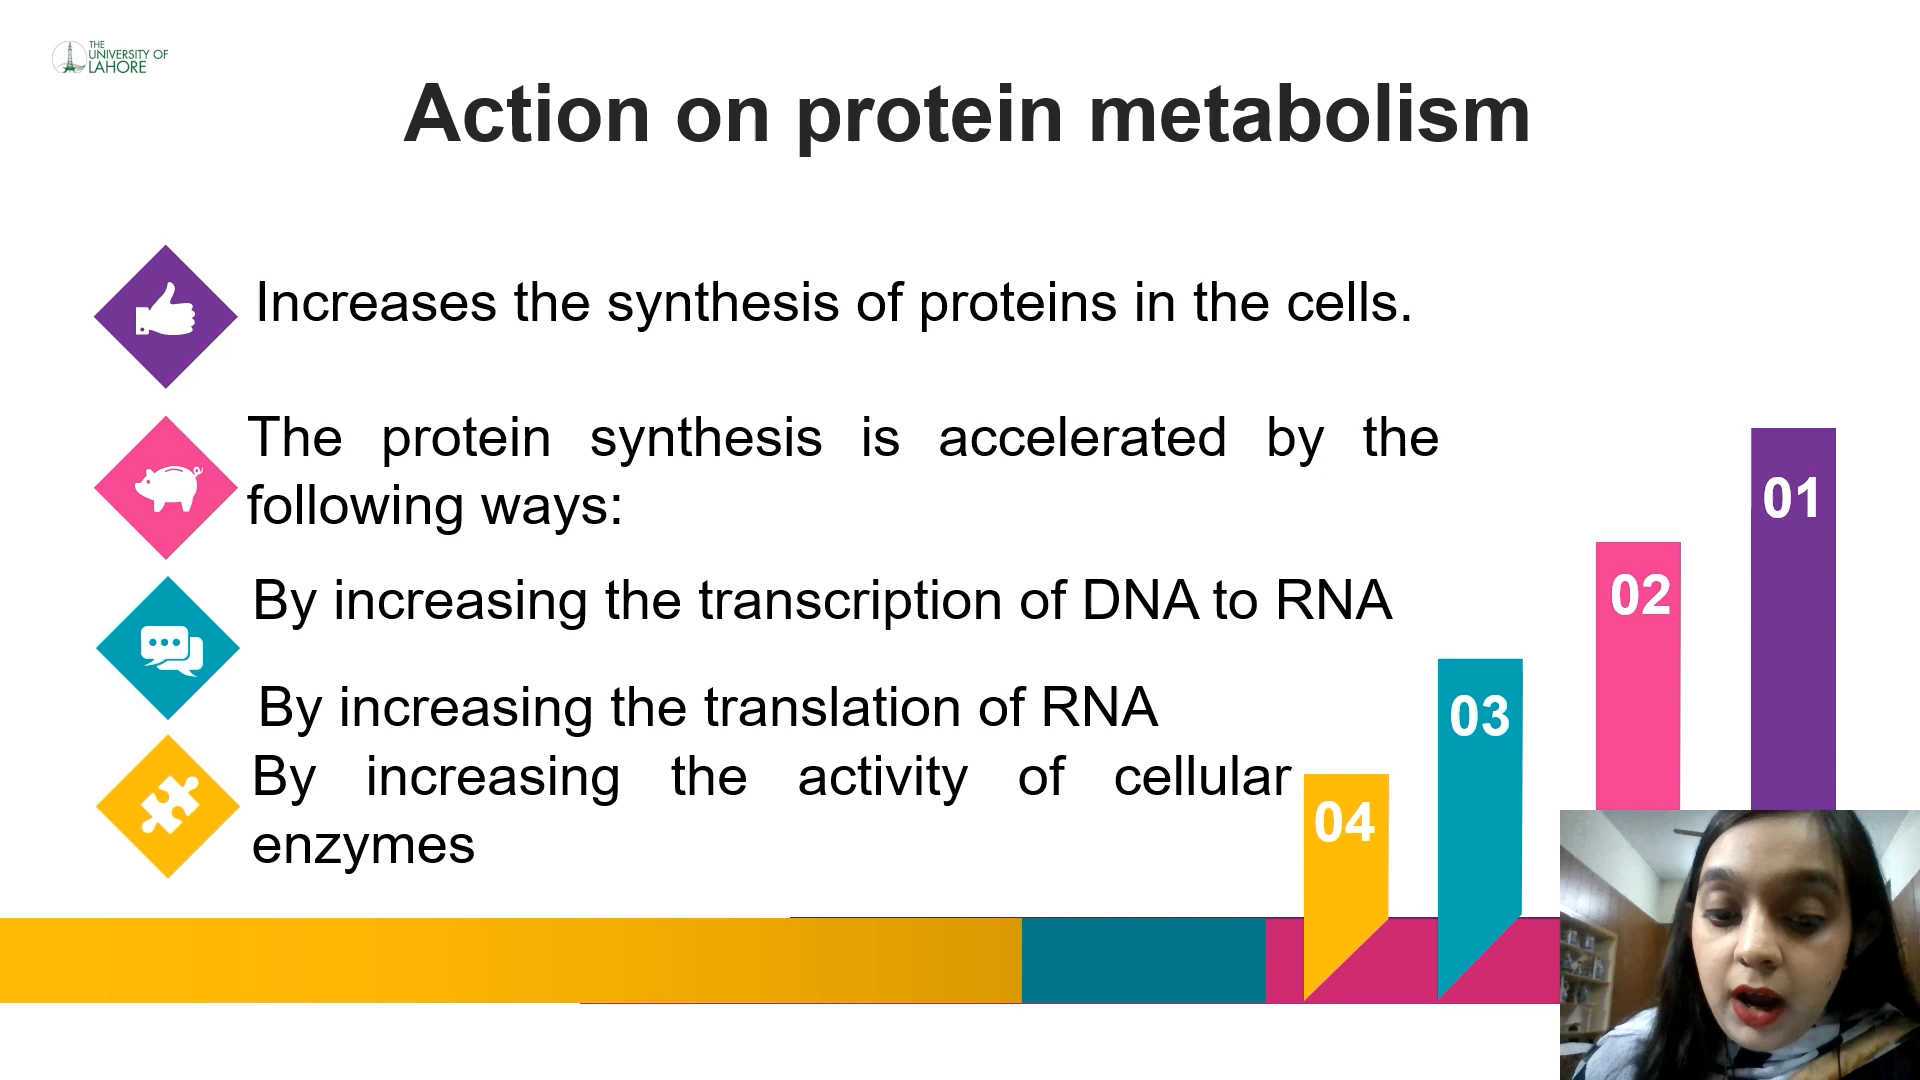 THE
UNIVERSITY OF
LAHORE
Action on protein metabolism
Increases the synthesis of proteins in the cells.
The protein synthesis is accelerated by the
following ways:
By increasing the transcription of DNA to RNA
By increasing the translation of RNA
By increasing the activity of cellular
enzymes
01
02
03
04